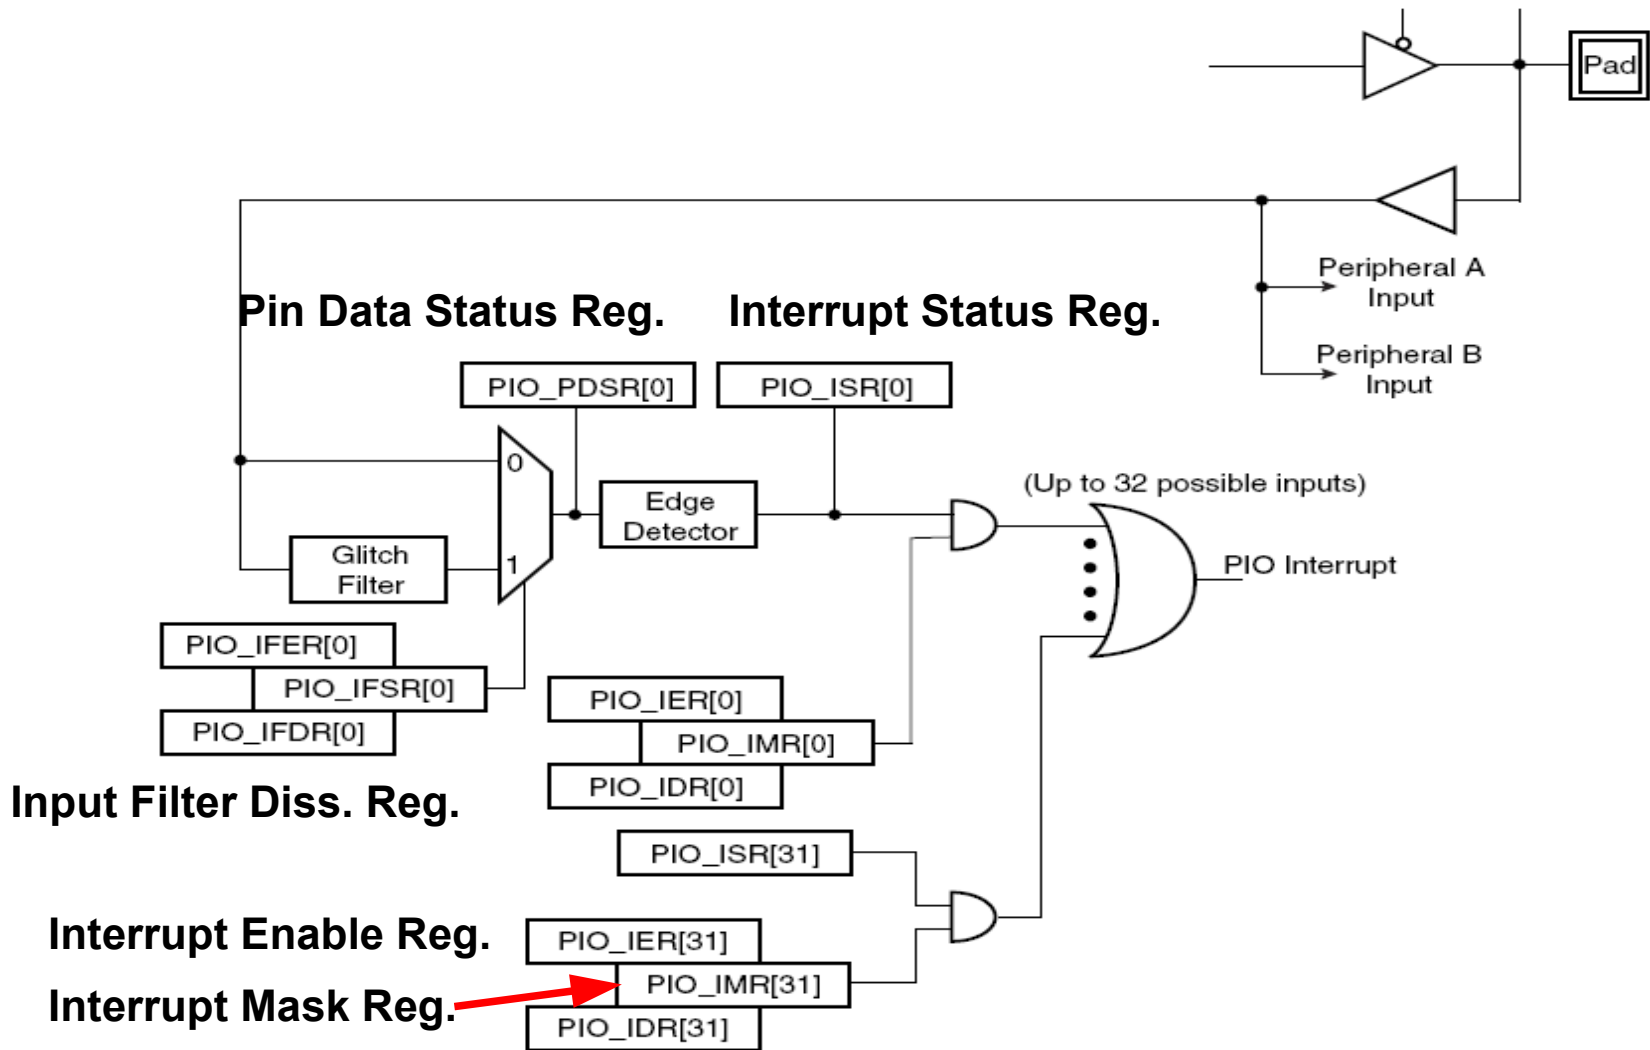 Pad
Peripheral A
Input
Pin Data Status Reg.
Interrupt Status Reg.
Peripheral B
Input
PIO_PDSR[0]
PIO_ISR[0]
0
(Up to 32 possible inputs)
Edge
Detector
Glitch
Filter
1
PIO Interrupt
PIO_IFER[0]
PIO_IFSR[0]
PIO_IFDR[0]
PIO_IER[0]
PIO_IMR[0]
PIO_IDR[0]
Input Filter Diss. Reg.
PIO_ISR[31]
Interrupt Enable Reg.
PIO_IER[31]
Interrupt Mask Reg.
PIO_IMR[31]
PIO_IDR[31]